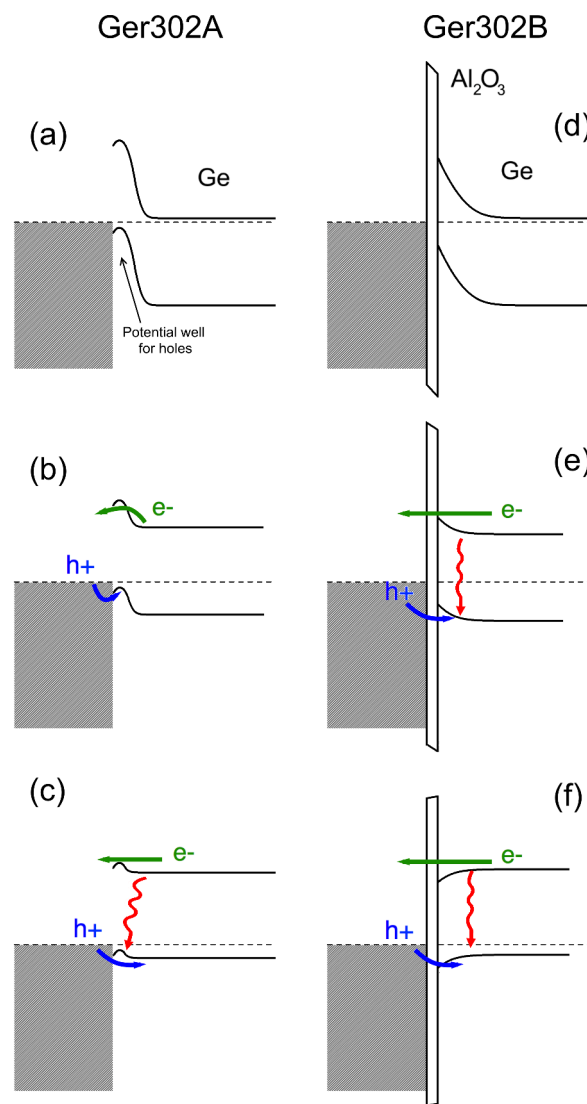 Ger302A
Ger302B
Al₂O₃
(a)
(d)
Ge
Ge
Potential well
for holes
(b)
(e)
e-
e-
h+
h+
(c)
(f)
e-
e-
h+
h+